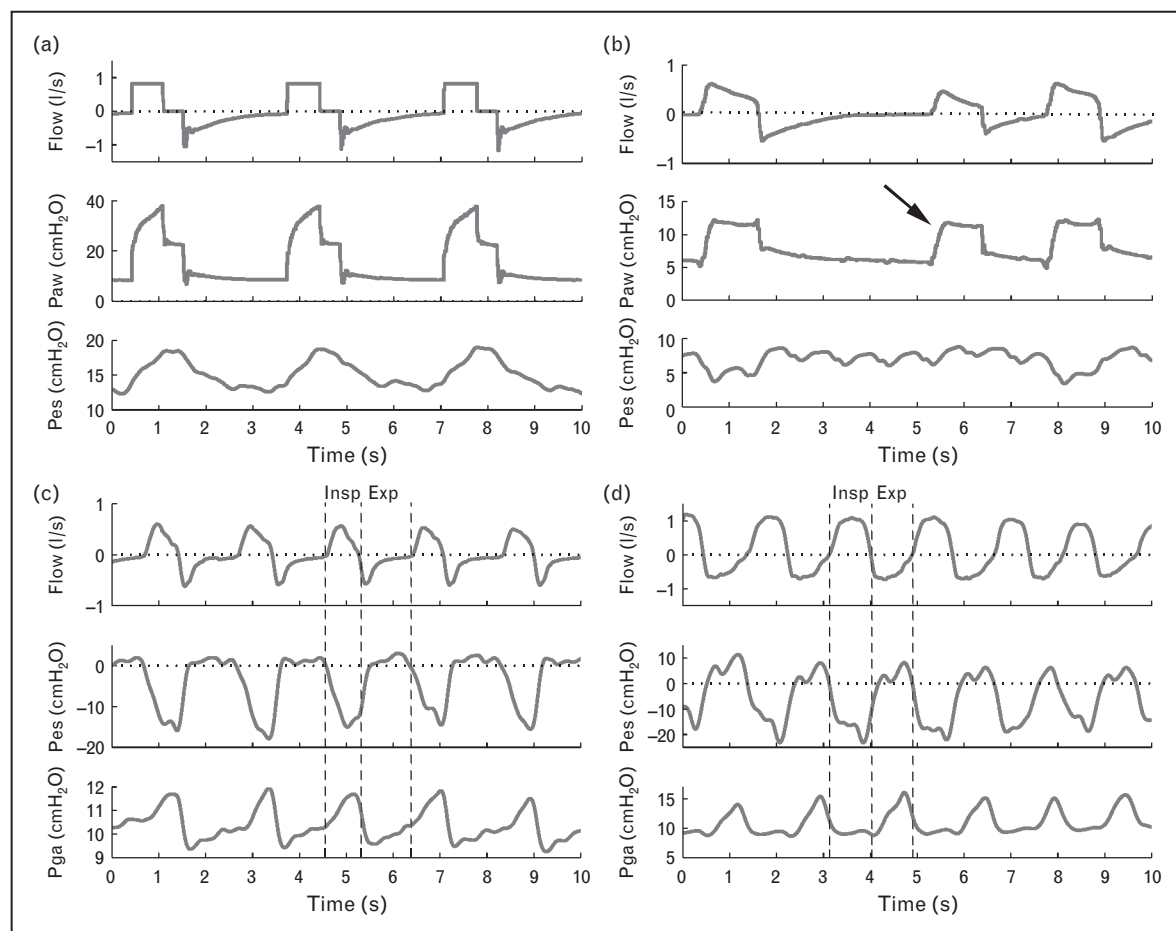 (a)
Flow (l/s)
1
0
–1
Paw (cmH2O)
40
20
0
Pes (cmH2O)
20
15
10
0 1 2 3 4 5 6 7 8 9 10
Time (s)
(b)
Flow (l/s)
1
0
–1
Paw (cmH2O)
15
10
5
0
Pes (cmH2O)
10
5
0
0 1 2 3 4 5 6 7 8 9 10
Time (s)
(c)
Insp Exp
Flow (l/s)
1
0
–1
Pes (cmH2O)
0
–10
–20
Pga (cmH2O)
12
11
10
9
0 1 2 3 4 5 6 7 8 9 10
Time (s)
(d)
Insp Exp
Flow (l/s)
1
0
–1
Pes (cmH2O)
10
0
–10
–20
Pga (cmH2O)
15
10
5
0 1 2 3 4 5 6 7 8 9 10
Time (s)